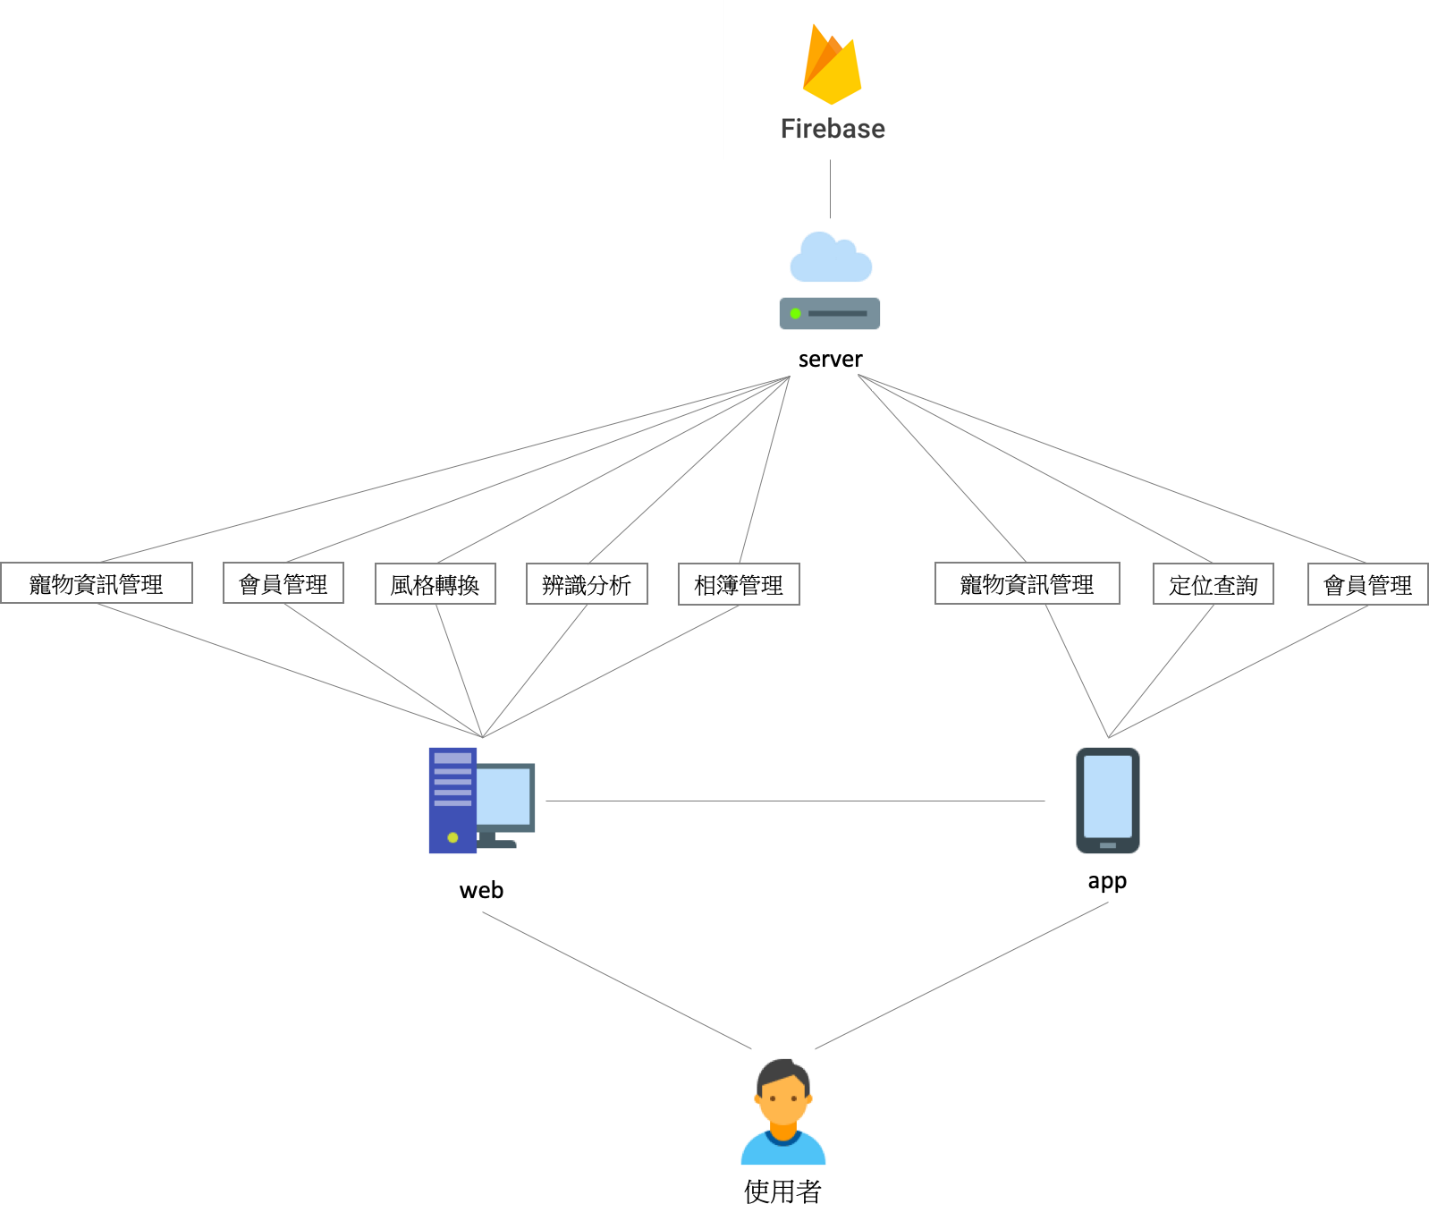 Firebase
server
寵物資訊管理
會員管理
風格轉換
辨識分析
相簿管理
寵物資訊管理
定位查詢
會員管理
web
app
使用者